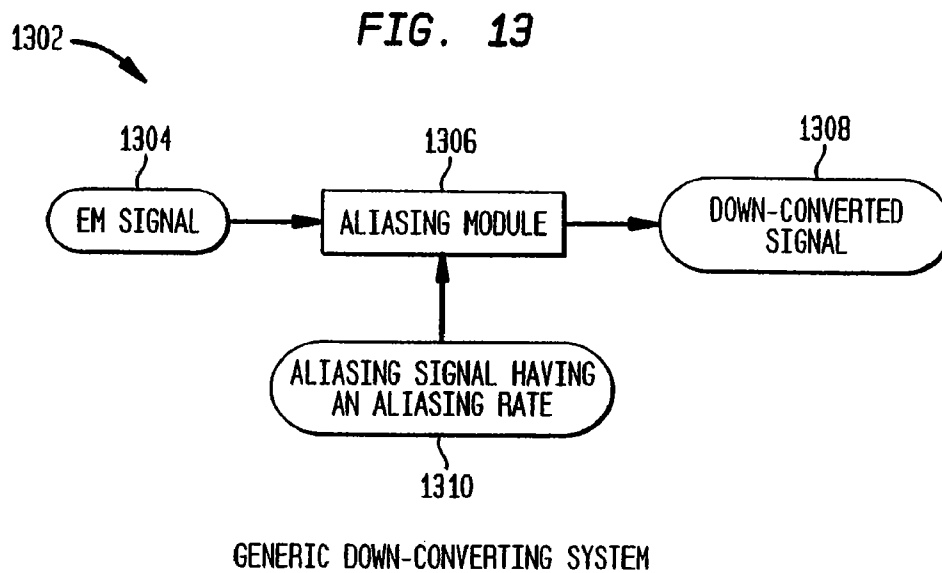 FIG. 13
1302
1304
1306
1308
EM SIGNAL
ALIASING MODULE
DOWN-CONVERTED
SIGNAL
ALIASING SIGNAL HAVING
AN ALIASING RATE
1310
GENERIC DOWN-CONVERTING SYSTEM